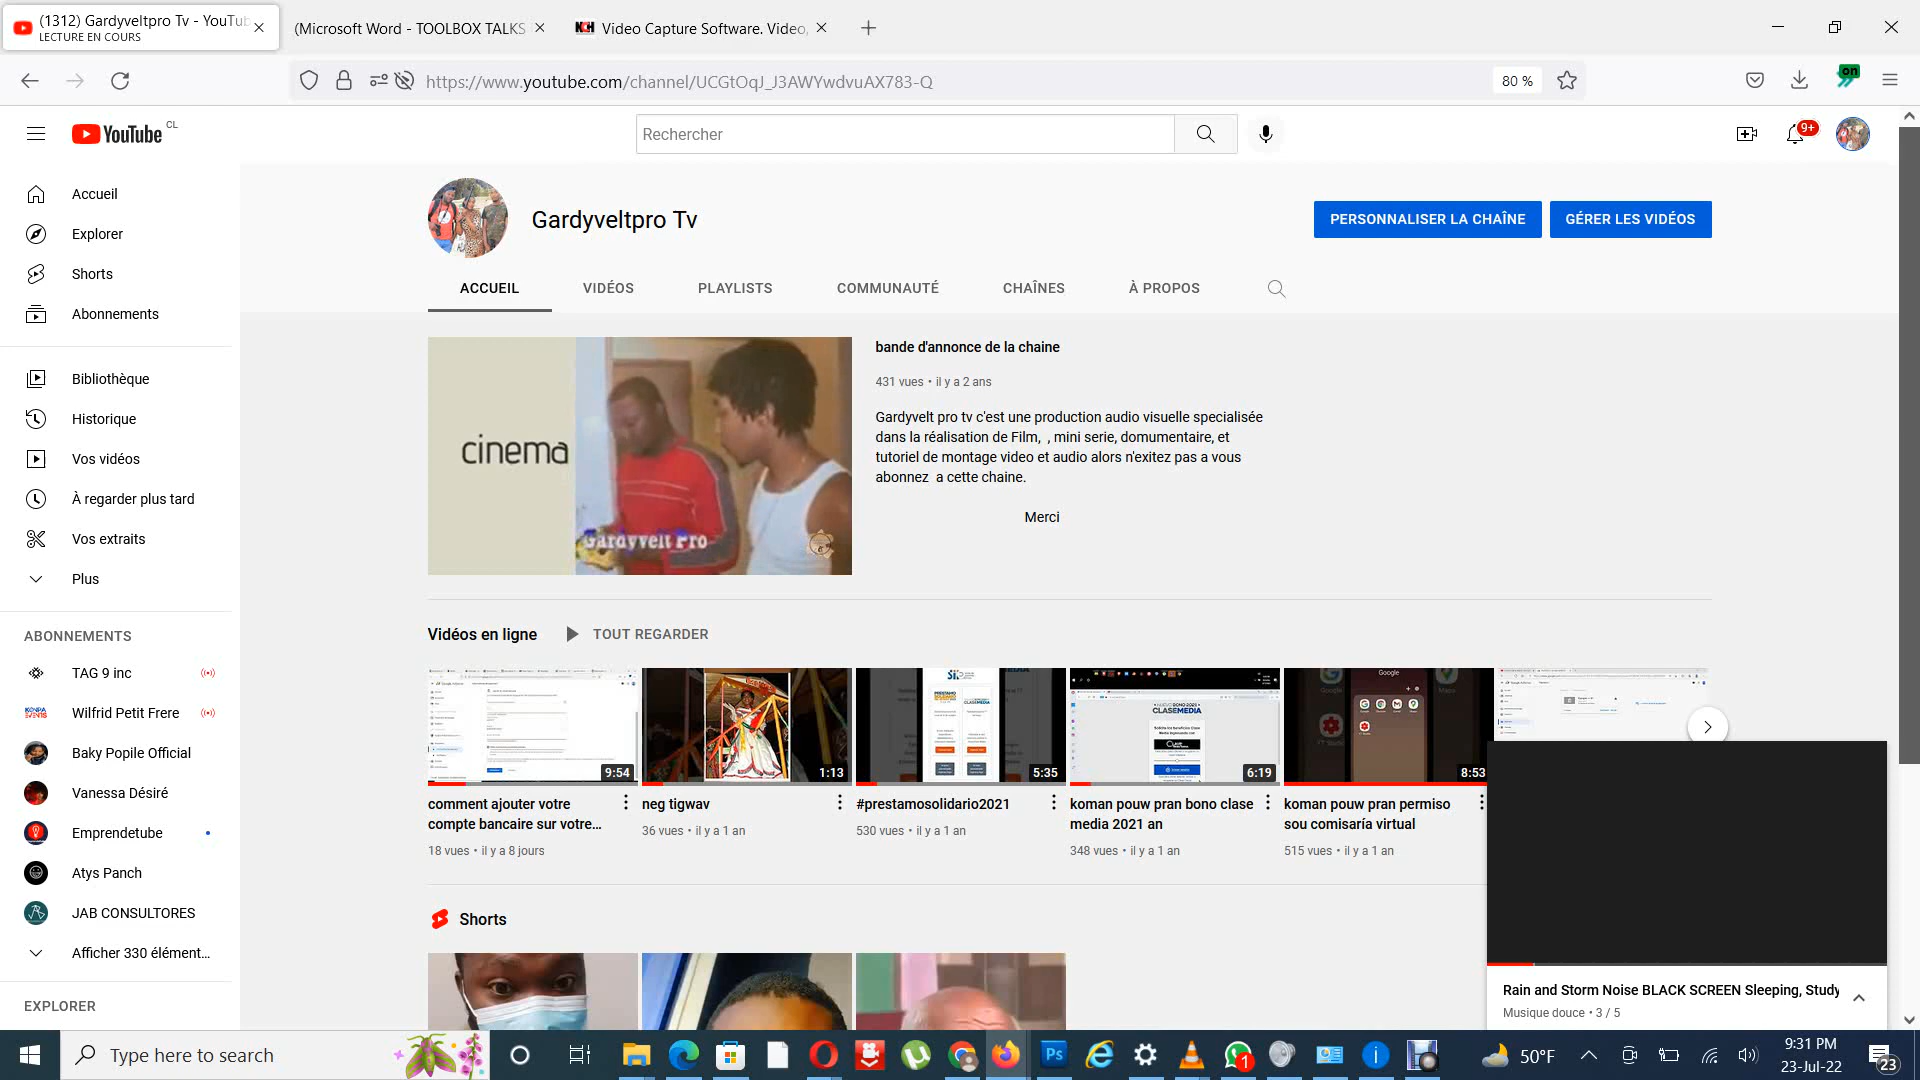 (1312) Gardyveltpro Tv - YouTub
LECTURE EN COURS
(Microsoft Word - TOOLBOX TALKS
NCH
Video Capture Software. Video,
https://www.youtube.com/channel/UCGtOqJ_J3AWYwdvuAX783-Q
80 %
on
YouTube CL
Rechercher
9+
Accueil
Explorer
Shorts
Abonnements
Bibliothèque
Historique
Vos vidéos
À regarder plus tard
Vos extraits
Plus
ABONNEMENTS
TAG 9 inc
Wilfrid Petit Frere
Baky Popile Official
Vanessa Désiré
Emprendetube
Atys Panch
JAB CONSULTORES
Afficher 330 élément...
EXPLORER
Gardyveltpro Tv
PERSONNALISER LA CHAÎNE
GÉRER LES VIDÉOS
ACCUEIL
VIDÉOS
PLAYLISTS
COMMUNAUTÉ
CHAÎNES
À PROPOS
cinema
Gardyvelt Pro
bande d'annonce de la chaine
431 vues • il y a 2 ans
Gardyvelt pro tv c'est une production audio visuelle specialisée
dans la réalisation de Film, , mini serie, domumentaire, et
tutoriel de montage video et audio alors n'exitez pas a vous
abonnez a cette chaine.
Merci
Vidéos en ligne
TOUT REGARDER
9:54
1:13
5:35
CLASEMEDIA
6:19
Google
8:53
comment ajouter votre
compte bancaire sur votre...
18 vues • il y a 8 jours
neg tigwav
36 vues • il y a 1 an
#prestamosolidario2021
530 vues • il y a 1 an
koman pouw pran bono clase
media 2021 an
348 vues • il y a 1 an
koman pouw pran permiso
sou comisaría virtual
515 vues • il y a 1 an
Shorts
Rain and Storm Noise BLACK SCREEN Sleeping, Study
Musique douce • 3 / 5
Type here to search
Ps
1
50°F
9:31 PM
23-Jul-22
23